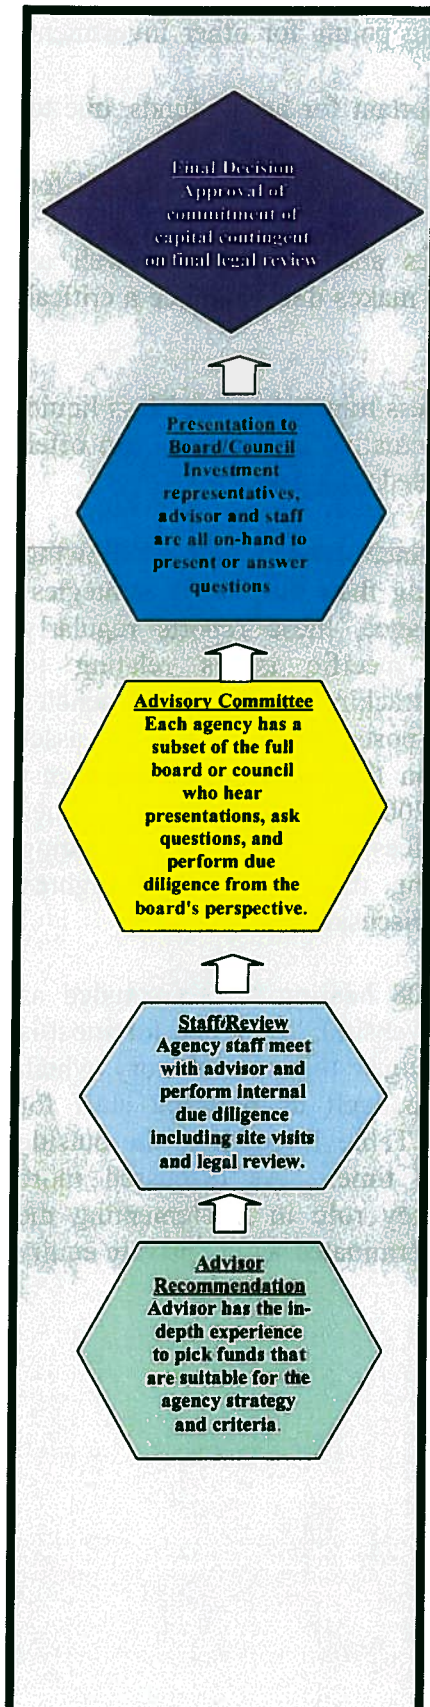 Final Decision
Approval of
commitment of
capital contingent
on final legal review
Presentation to
Board/Council
Investment
representatives,
advisor and staff
are all on-hand to
present or answer
questions
Advisory Committee
Each agency has a
subset of the full
board or council
who hear
presentations, ask
questions, and
perform due
diligence from the
board's perspective.
Staff/Review
Agency staff meet
with advisor and
perform internal
due diligence
including site visits
and legal review.
Advisor
Recommendation
Advisor has the in-
depth experience
to pick funds that
are suitable for the
agency strategy
and criteria.